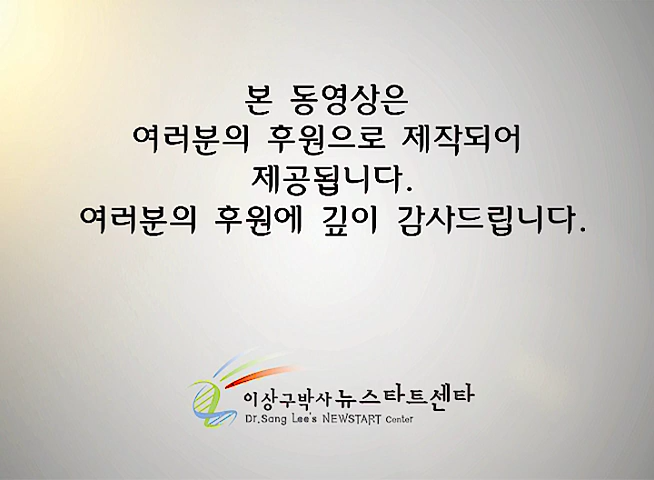 본 동영상은
여러분의 후원으로 제작되어
제공됩니다.
여러분의 후원에 깊이 감사드립니다.
이상구박사 뉴스타트센타
Dr.Sang Lee's NEWSTART Center